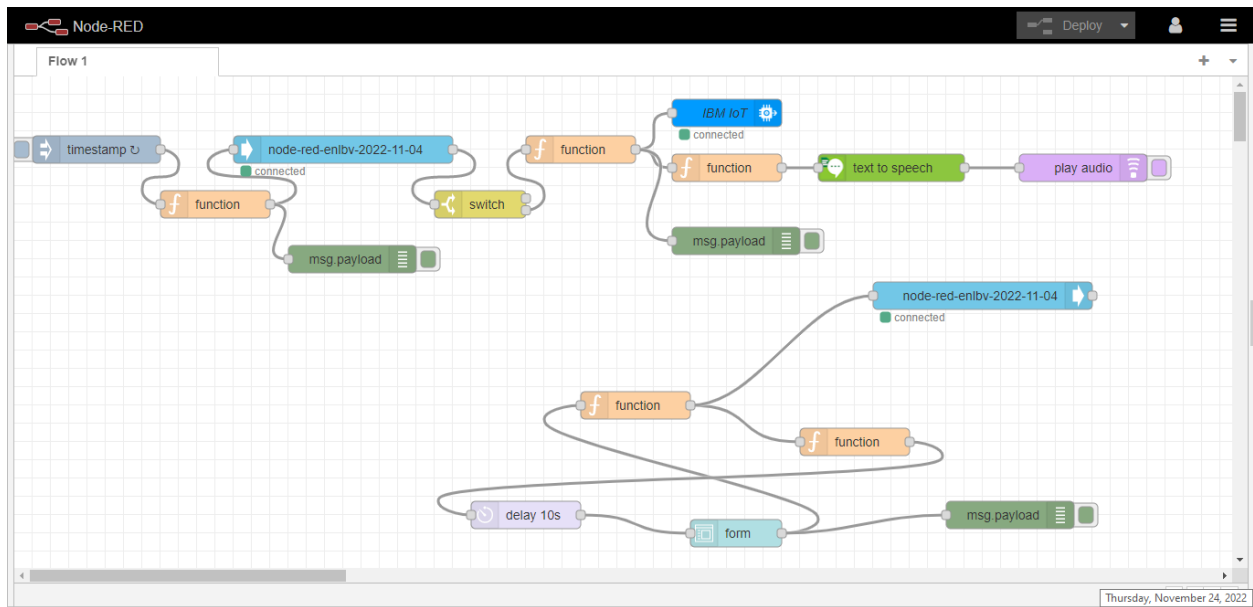 Node-RED
Deploy
Flow 1
IBM IoT
connected
timestamp ↻
node-red-enlbv-2022-11-04
connected
function
function
text to speech
play audio
function
switch
msg.payload
msg.payload
node-red-enlbv-2022-11-04
connected
function
function
delay 10s
form
msg.payload
Thursday, November 24, 2022